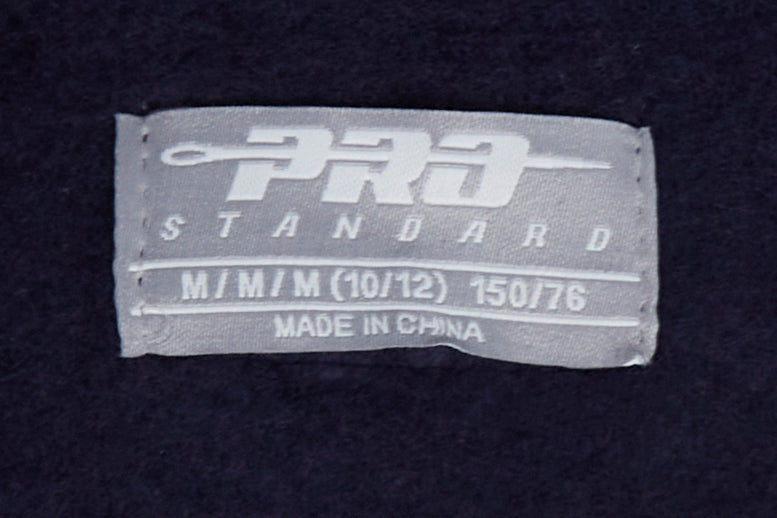 PRO
STANDARD
M/M/M (10/12) 150/76
MADE IN CHINA